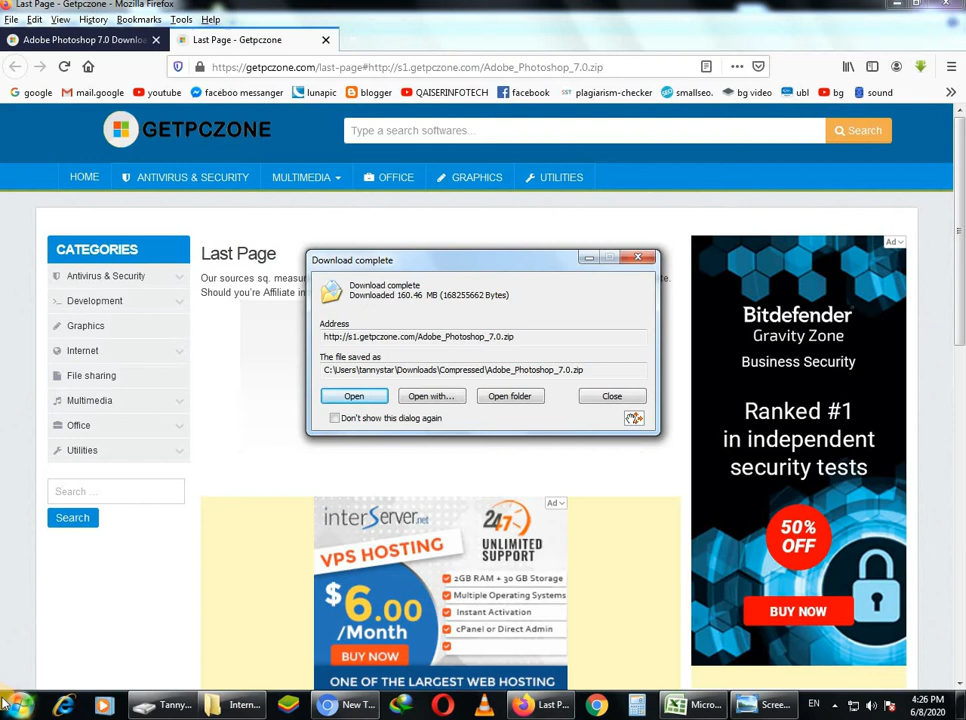 Last Page - Getpczone - Mozilla Firefox
File Edit View History Bookmarks Tools Help
Adobe Photoshop 7.0 Downloa
Last Page - Getpczone
https://getpczone.com/last-page#http://s1.getpczone.com/Adobe_Photoshop_7.0.zip
google mail.google youtube faceboo messanger lunapic blogger QAISERINFOTECH facebook plagiarism-checker smallseo. bg video ubl bg sound
GETPCZONE
Type a search softwares...
Search
HOME ANTIVIRUS & SECURITY MULTIMEDIA OFFICE GRAPHICS UTILITIES
CATEGORIES
Antivirus & Security
Development
Graphics
Internet
File sharing
Multimedia
Office
Utilities
Search ...
Search
Last Page
Our sources sq. measu
te.
Should you're Affiliate in
Download complete
Download complete
Downloaded 160.46 MB (168255662 Bytes)
Address
http://s1.getpczone.com/Adobe_Photoshop_7.0.zip
The file saved as
C:\Users\tannystar\Downloads\Compressed\Adobe_Photoshop_7.0.zip
Open Open with... Open folder Close
Don't show this dialog again
Ad
interServer.net
VPS HOSTING
$6.00
/Month
BUY NOW
24/7
UNLIMITED
SUPPORT
2GB RAM + 30 GB Storage
Multiple Operating Systems
Instant Activation
cPanel or Direct Admin
ONE OF THE LARGEST WEB HOSTING
Ad
Bitdefender
Gravity Zone
Business Security
Ranked #1
in independent
security tests
50%
OFF
BUY NOW
Tanny... Intern... New T... Last P... Micro... Scree... EN
4:26 PM
6/8/2020